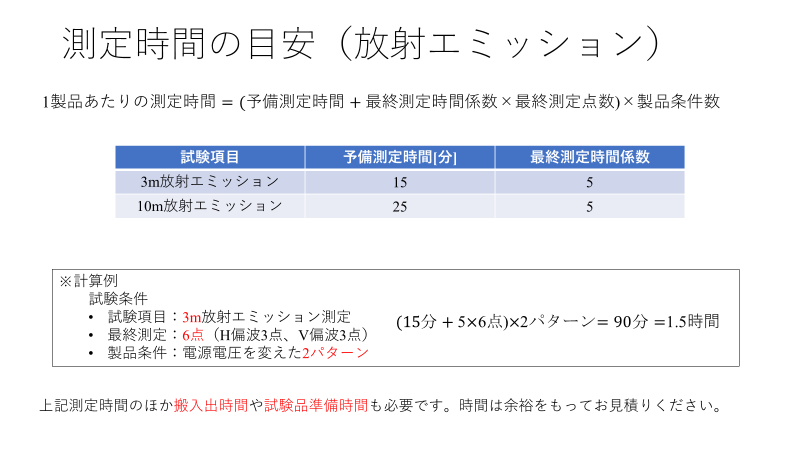 測定時間の目安（放射エミッション）
1製品あたりの測定時間 = (予備測定時間 + 最終測定時間係数×最終測定点数)×製品条件数
試験項目 予備測定時間[分] 最終測定時間係数
3m放射エミッション 15 5
10m放射エミッション 25 5
※計算例
試験条件
• 試験項目：3m放射エミッション測定
• 最終測定：6点（H偏波3点、V偏波3点）
• 製品条件：電源電圧を変えた2パターン
(15分 + 5×6点)×2パターン= 90分 =1.5時間
上記測定時間のほか搬入出時間や試験品準備時間も必要です。時間は余裕をもってお見積りください。